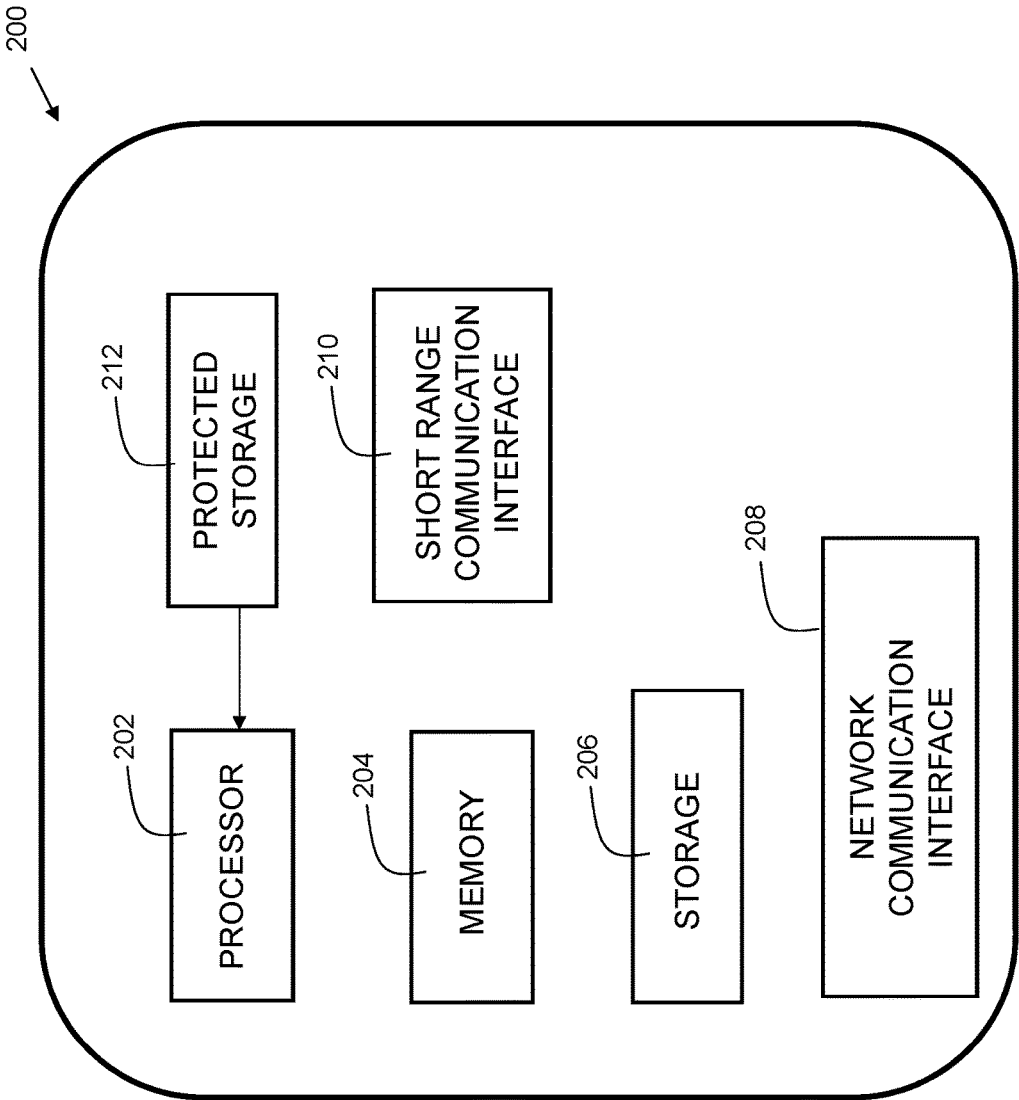 200
202
PROCESSOR
212
PROTECTED
STORAGE
204
MEMORY
210
SHORT RANGE
COMMUNICATION
INTERFACE
206
STORAGE
208
NETWORK
COMMUNICATION
INTERFACE